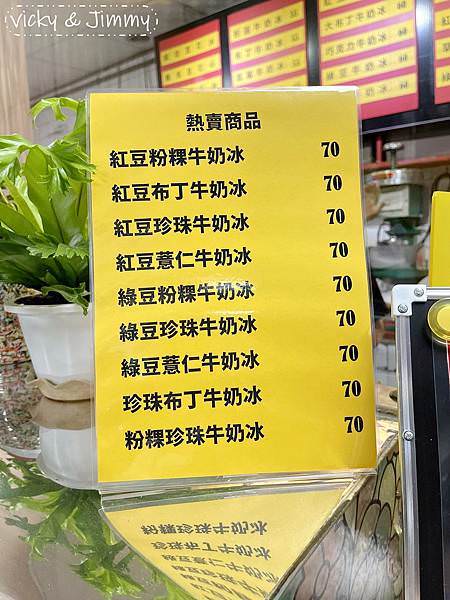 Vicky & Jimmy
熱賣商品
紅豆粉粿牛奶冰 70
紅豆布丁牛奶冰 70
紅豆珍珠牛奶冰 70
紅豆薏仁牛奶冰 70
綠豆粉粿牛奶冰 70
綠豆珍珠牛奶冰 70
綠豆薏仁牛奶冰 70
珍珠布丁牛奶冰 70
粉粿珍珠牛奶冰 70